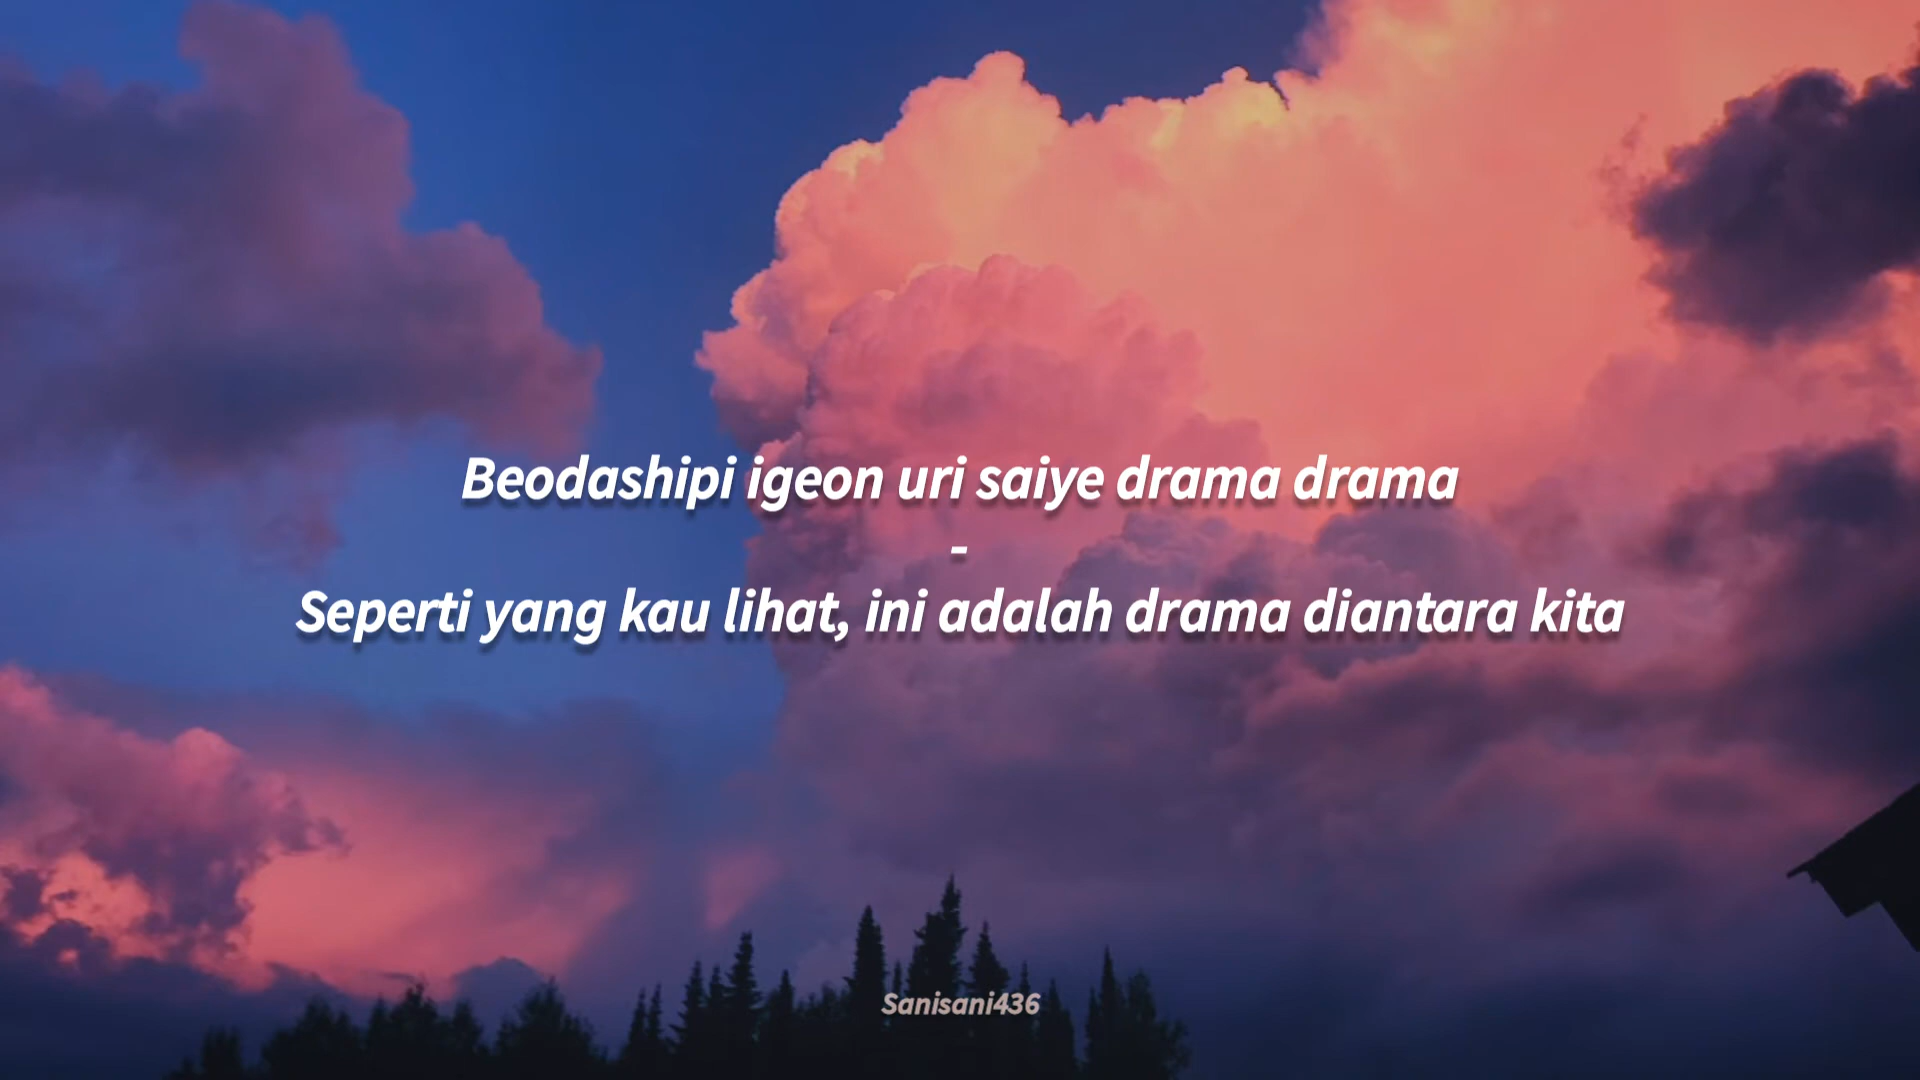 Beodashipi igeon uri saiye drama drama
-
Seperti yang kau lihat, ini adalah drama diantara kita
Sanisani436